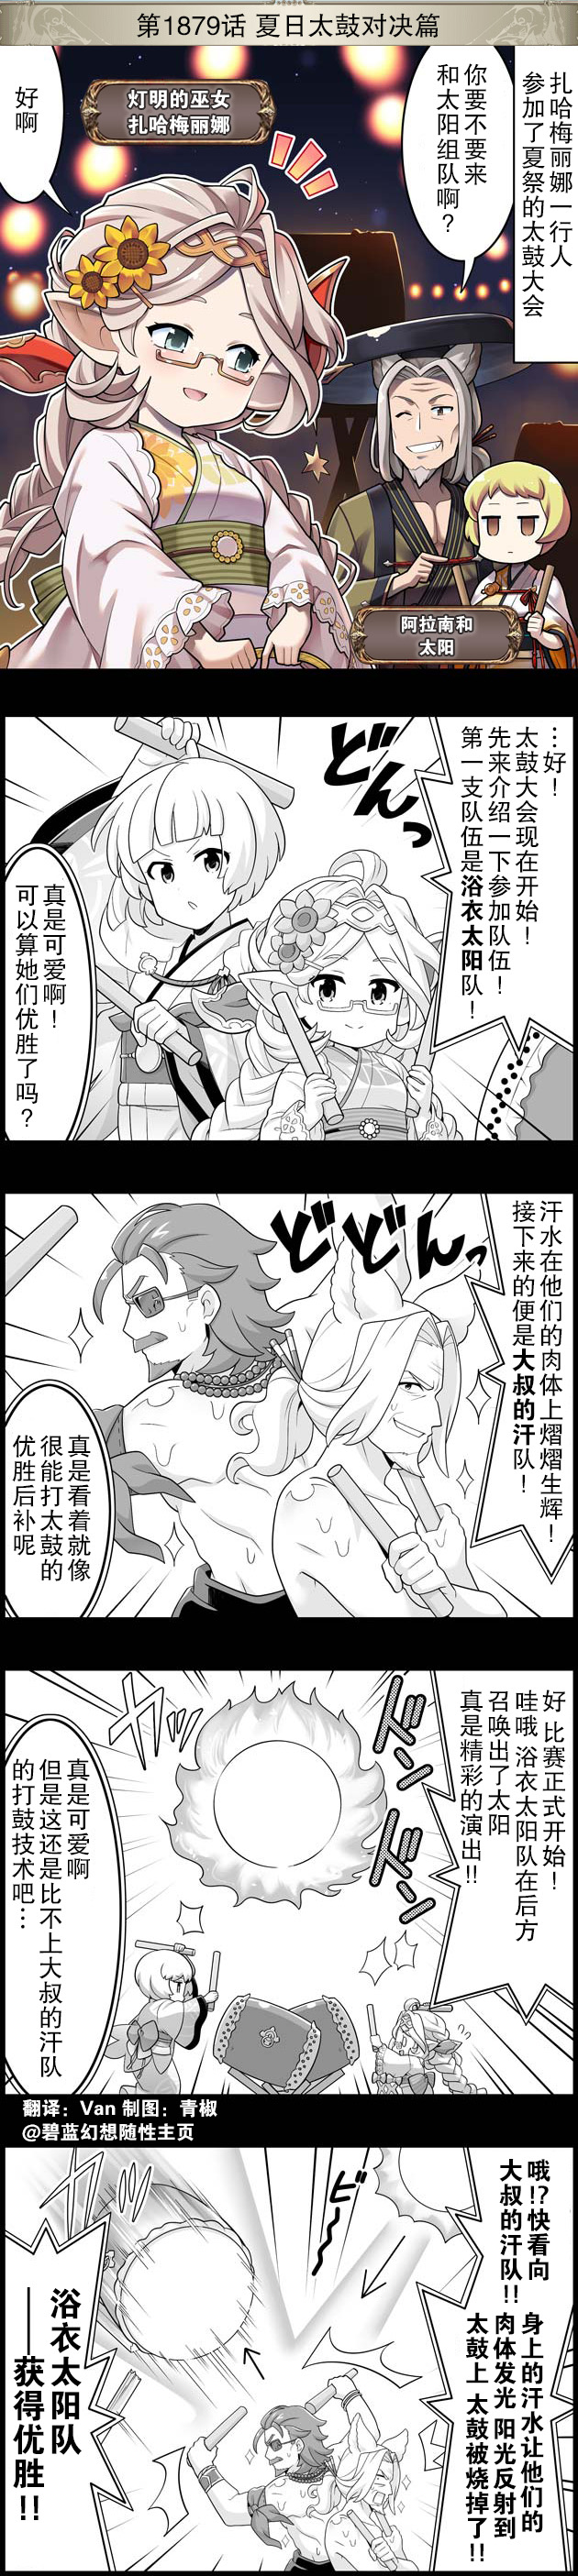 第1879话 夏日太鼓对决篇
扎哈梅丽娜一行人
参加了夏祭的太鼓大会
你要不要来
和太阳组队啊？
好啊
灯明的巫女
扎哈梅丽娜
阿拉南和
太阳
…好！
太鼓大会现在开始！
先来介绍一下参加队伍！
第一支队伍是浴衣太阳队！
どんっ
真是可爱啊！
可以算她们优胜了吗？
汗水在他们的肉体上熠熠生辉！
接下来的便是大叔的汗队！
どどんっ
真是看着就像
很能打太鼓的
优胜后补呢
好 比赛正式开始！
哇哦 浴衣太阳队在后方
召唤出了太阳
真是精彩的演出!!
ズンズン
カッ
真是可爱啊
但是这还是比不上大叔的汗队
的打鼓技术吧…
翻译：Van 制图：青椒
@碧蓝幻想随性主页
哦!?快看向
大叔的汗队!!
身上的汗水让他们的
肉体发光 阳光反射到
太鼓上 太鼓被烧掉了!!
ビーッ
浴衣太阳队
——获得优胜!!